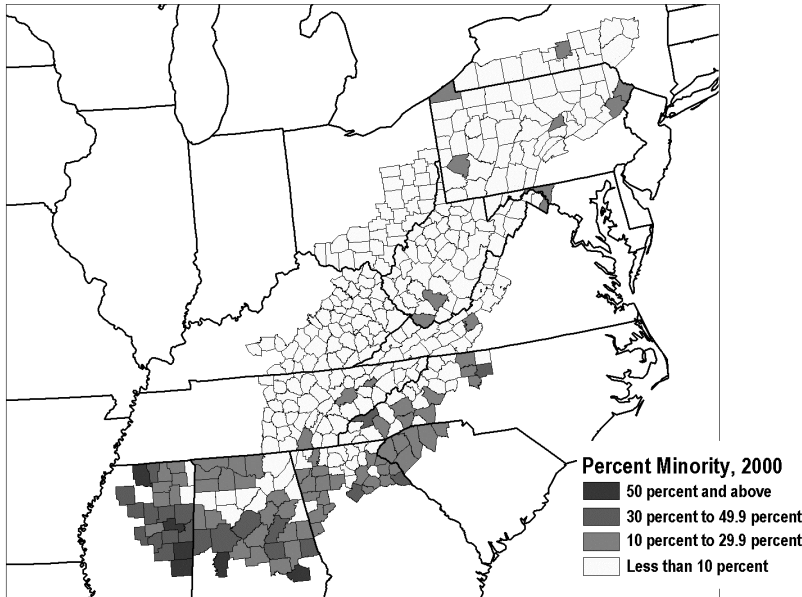 Percent Minority, 2000
50 percent and above
30 percent to 49.9 percent
10 percent to 29.9 percent
Less than 10 percent